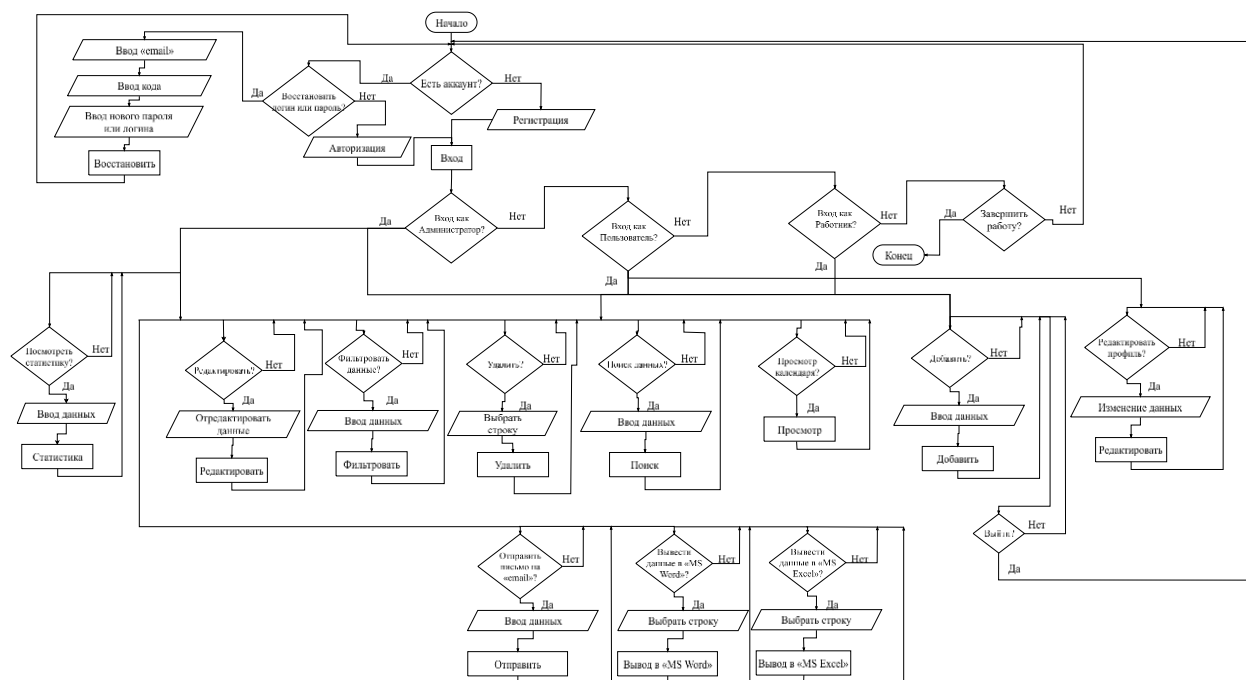 Начало
Ввод «email»
Есть аккаунт?
Да
Нет
Ввод кода
Да
Восстановить
логин или пароль?
Нет
Ввод нового пароля
или логина
Регистрация
Авторизация
Восстановить
Вход
Вход как
Администратор?
Да
Нет
Вход как
Пользователь?
Нет
Да
Вход как
Работник?
Нет
Да
Завершить
работу?
Да
Нет
Конец
Посмотреть
статистику?
Нет
Да
Ввод данных
Статистика
Редактировать?
Нет
Да
Отредактировать
данные
Редактировать
Фильтровать
данные?
Нет
Да
Ввод данных
Фильтровать
Удалить?
Нет
Да
Выбрать
строку
Удалить
Поиск данных?
Нет
Да
Ввод данных
Поиск
Просмотр
календаря?
Нет
Да
Просмотр
Добавить?
Нет
Да
Ввод данных
Добавить
Редактировать
профиль?
Нет
Да
Изменение данных
Редактировать
Выйти?
Нет
Да
Отправить
письмо на
«email»?
Нет
Да
Ввод данных
Отправить
Вывести
данные в «MS
Word»?
Нет
Да
Выбрать строку
Вывод в «MS Word»
Вывести
данные в «MS
Excel»?
Нет
Да
Выбрать строку
Вывод в «MS Excel»